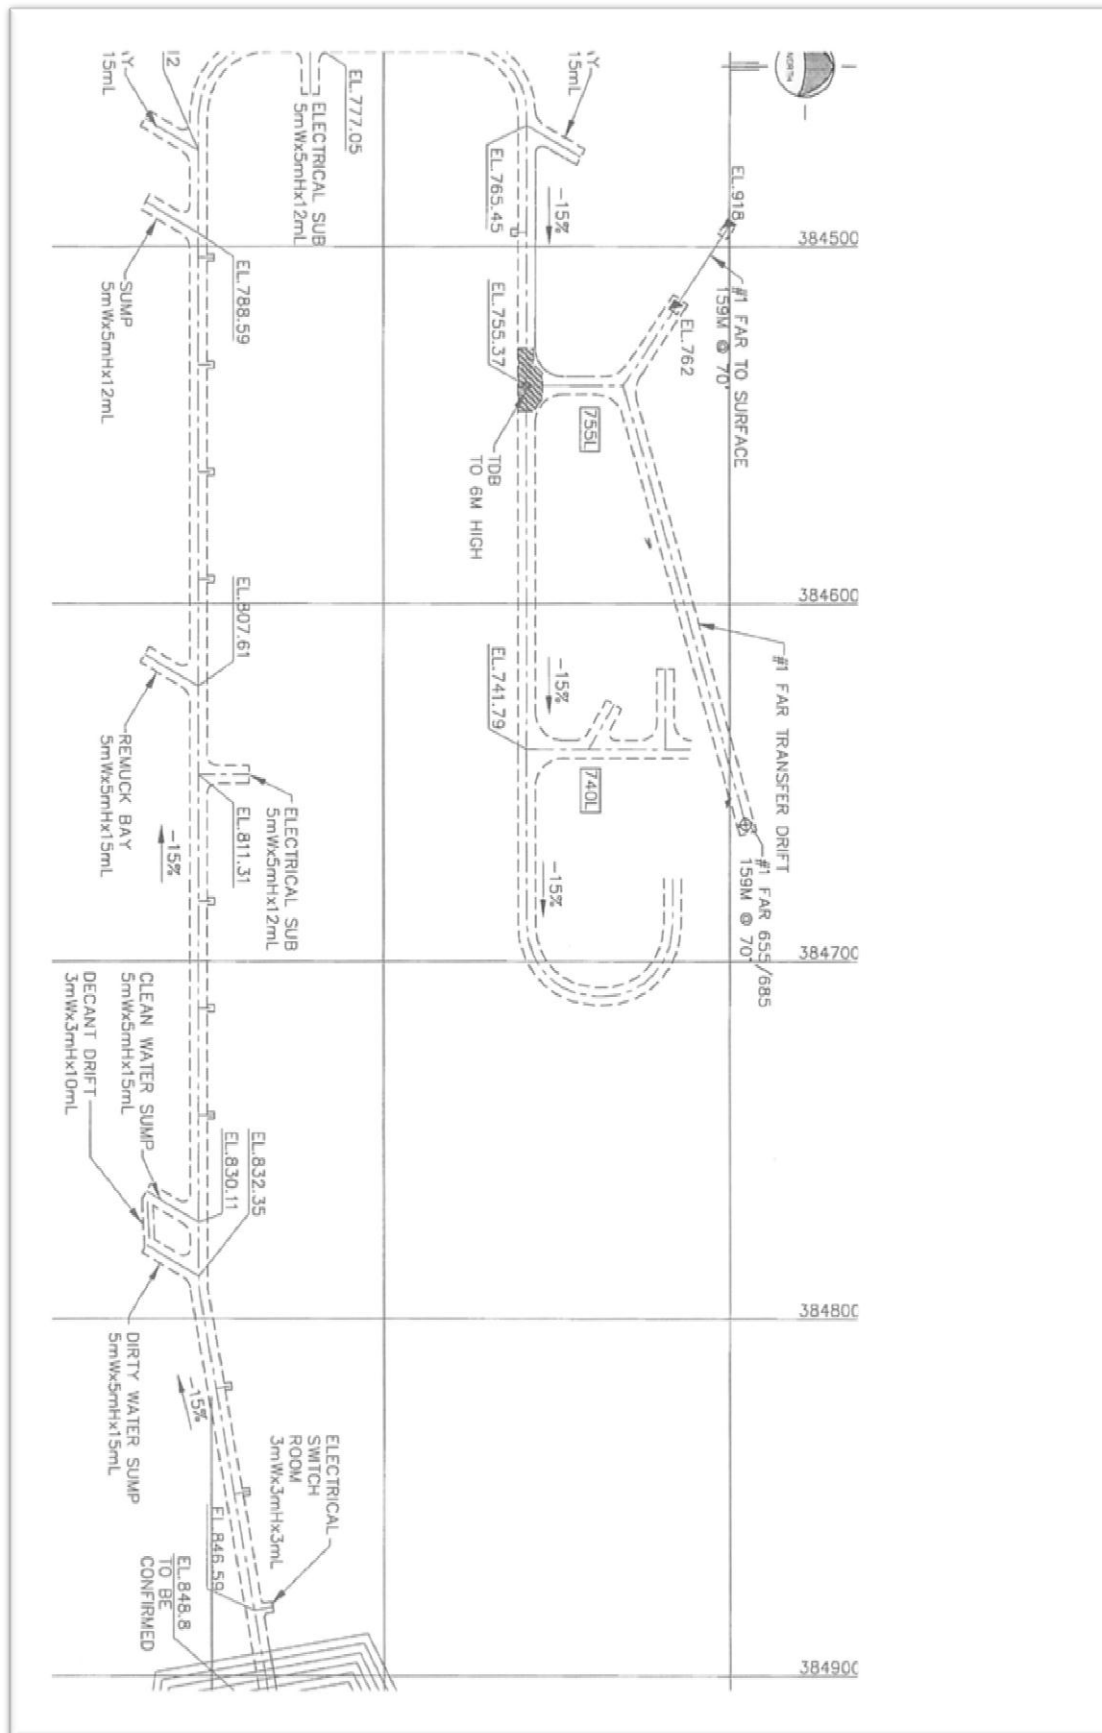 NORTH
384500
384600
384700
384800
384900
EL.918
#1 FAR TO SURFACE
159M @ 70°
EL.762
755L
#1 FAR TRANSFER DRIFT
#1 FAR 655/685
159M @ 70°
Y
15mL
EL.765.45
-15%
EL.755.37
TDB
TO 6M HIGH
-15%
EL.741.79
740L
-15%
EL.777.05
ELECTRICAL SUB
5mWx5mHx12mL
12
Y
15mL
EL.788.59
SUMP
5mWx5mHx12mL
EL.807.61
REMUCK BAY
5mWx5mHx15mL
EL.811.31
ELECTRICAL SUB
5mWx5mHx12mL
-15%
CLEAN WATER SUMP
5mWx5mHx15mL
DECANT DRIFT
3mWx3mHx10mL
EL.832.35
EL.830.11
DIRTY WATER SUMP
5mWx5mHx15mL
-15%
ELECTRICAL
SWITCH
ROOM
3mWx3mHx3mL
EL.846.59
EL.848.8
TO BE
CONFIRMED